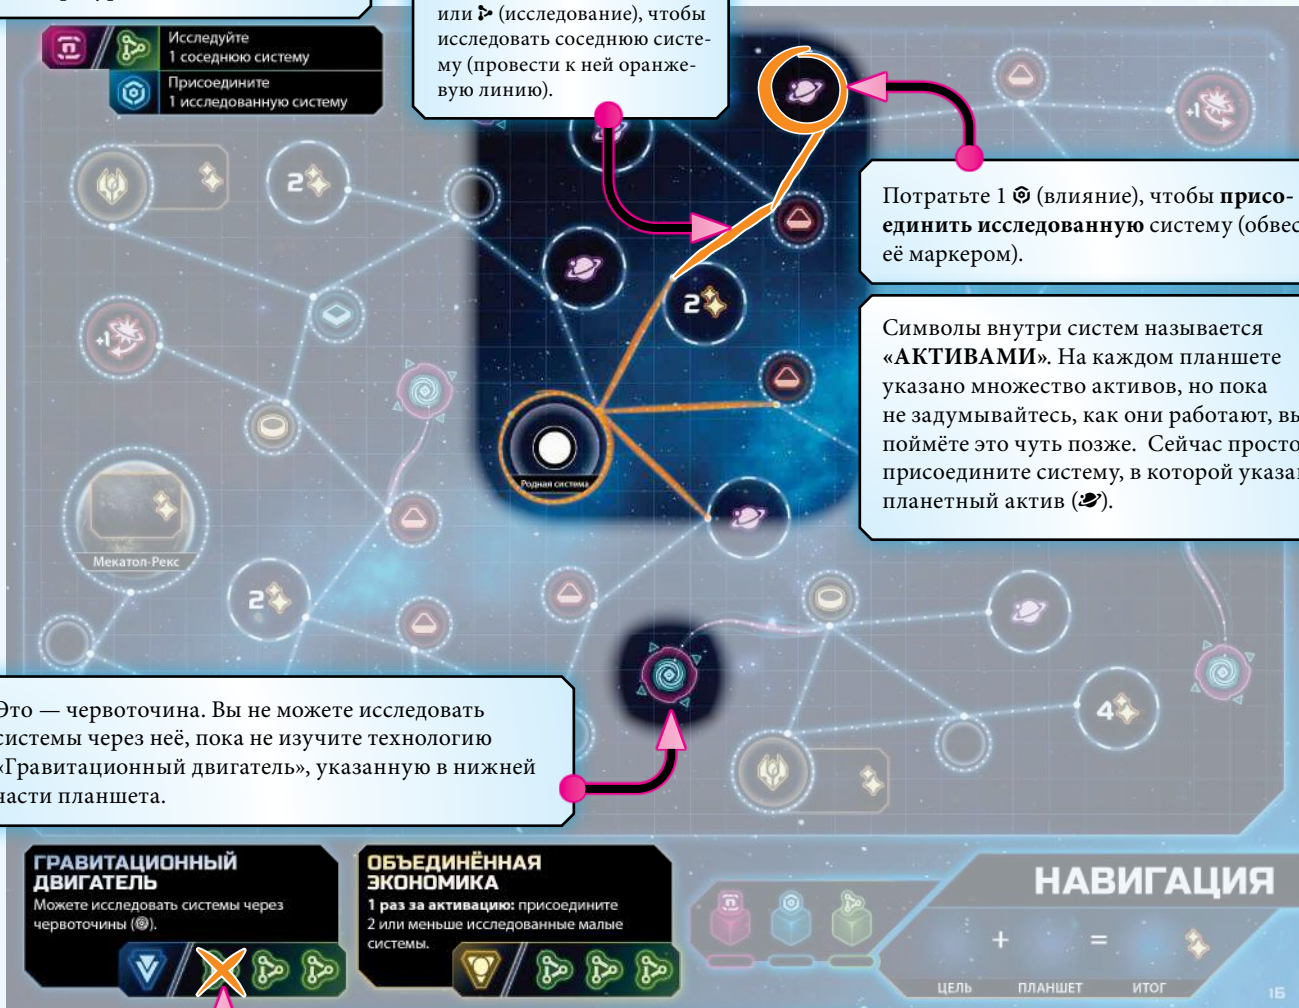 или (исследование), чтобы
исследовать соседнюю систе-
му (провести к ней оранже-
вую линию).
Исследуйте
1 соседнюю систему
Присоедините
1 исследованную систему
+1
2
Потратьте 1 (влияние), чтобы присо-
единить исследованную систему (обвес
её маркером).
2
+1
Символы внутри систем называется
«АКТИВАМИ». На каждом планшете
указано множество активов, но пока
не задумывайтесь, как они работают, вы
поймёте это чуть позже. Сейчас просто
присоедините систему, в которой указан
планетный актив ( ).
Родная система
Мекатол-Рекс
2
Это — червоточина. Вы не можете исследовать
системы через неё, пока не изучите технологию
«Гравитационный двигатель», указанную в нижней
части планшета.
4
ГРАВИТАЦИОННЫЙ
ДВИГАТЕЛЬ
Можете исследовать системы через
червоточины ( ).
ОБЪЕДИНЁННАЯ
ЭКОНОМИКА
1 раз за активацию: присоедините
2 или меньше исследованные малые
системы.
НАВИГАЦИЯ
+ =
ЦЕЛЬ ПЛАНШЕТ ИТОГ
16